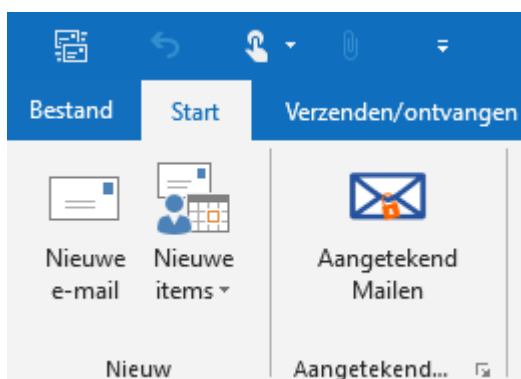 Bestand Start Verzenden/ontvangen
Nieuwe e-mail
Nieuwe items
Aangetekend Mailen
Nieuw Aangetekend...